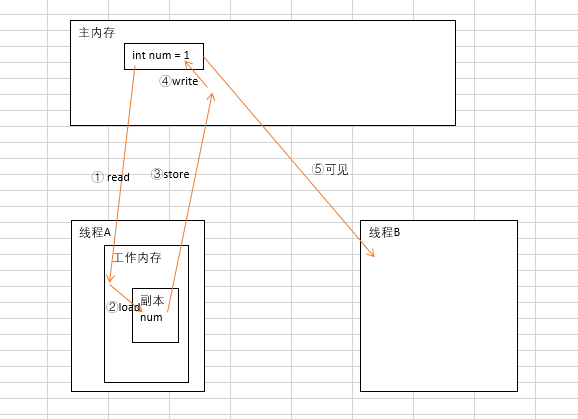 主内存
int num = 1
④write
① read
③store
⑤可见
线程A
线程B
工作内存
②load
副本
num